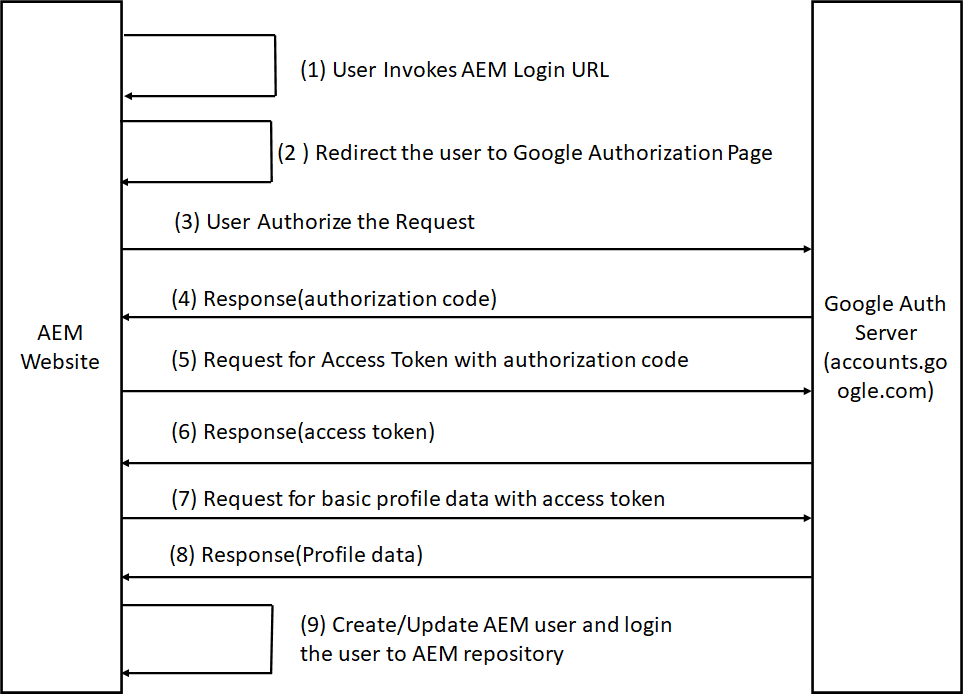 (1) User Invokes AEM Login URL
(2 ) Redirect the user to Google Authorization Page
(3) User Authorize the Request
(4) Response(authorization code)
AEM
Website
Google Auth
Server
(accounts.go
ogle.com)
(5) Request for Access Token with authorization code
(6) Response(access token)
(7) Request for basic profile data with access token
(8) Response(Profile data)
(9) Create/Update AEM user and login
the user to AEM repository